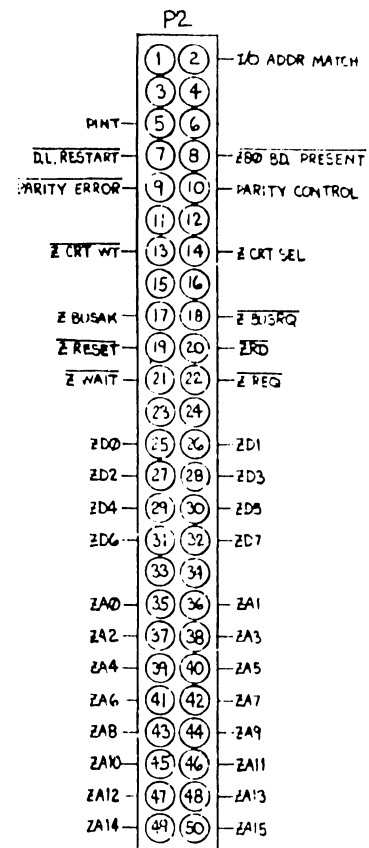 P2
1 2 I/O ADDR MATCH
3 4
PINT 5 6
D.L. RESTART 7 8 Z80 BD. PRESENT
PARITY ERROR 9 10 PARITY CONTROL
11 12
Z CRT WT 13 14 Z CRT SEL
15 16
Z BUSAK 17 18 Z BUSRQ
Z RESET 19 20 ZRD
Z WAIT 21 22 Z REQ
23 24
ZD0 25 26 ZD1
ZD2 27 28 ZD3
ZD4 29 30 ZD5
ZD6 31 32 ZD7
33 34
ZA0 35 36 ZA1
ZA2 37 38 ZA3
ZA4 39 40 ZA5
ZA6 41 42 ZA7
ZA8 43 44 ZA9
ZA10 45 46 ZA11
ZA12 47 48 ZA13
ZA14 49 50 ZA15